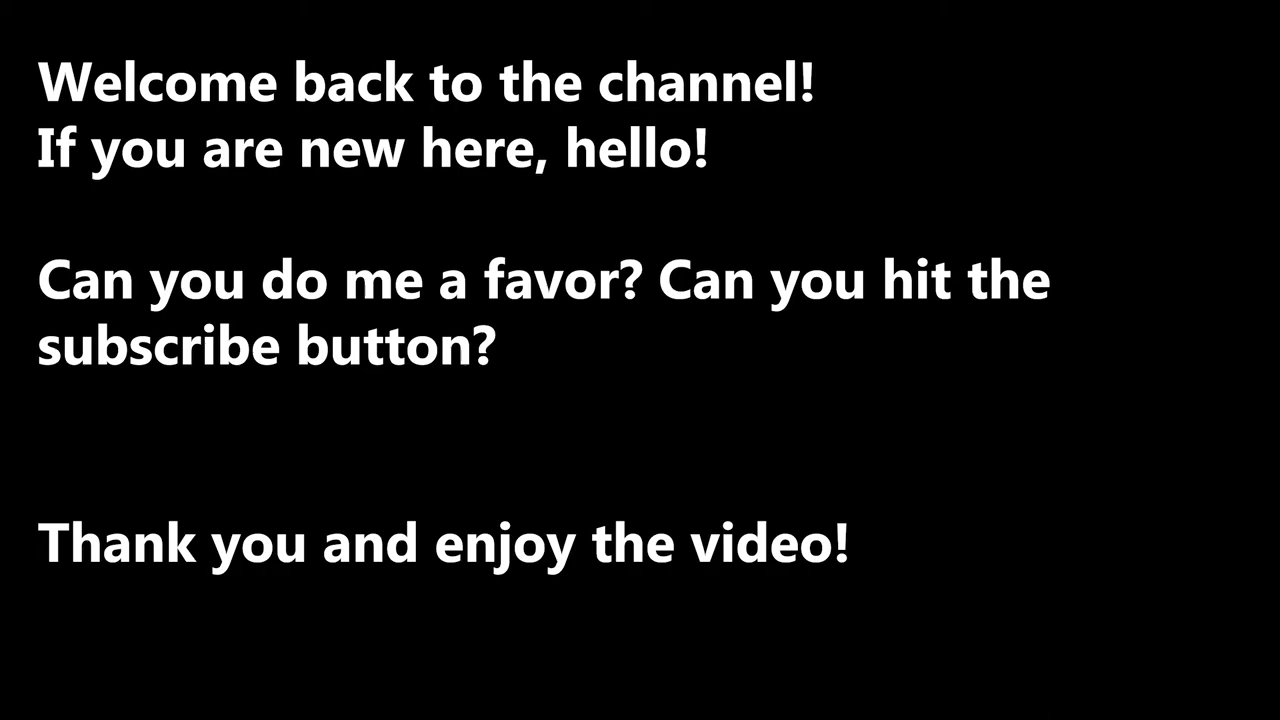 Welcome back to the channel!
If you are new here, hello!
Can you do me a favor? Can you hit the
subscribe button?
Thank you and enjoy the video!